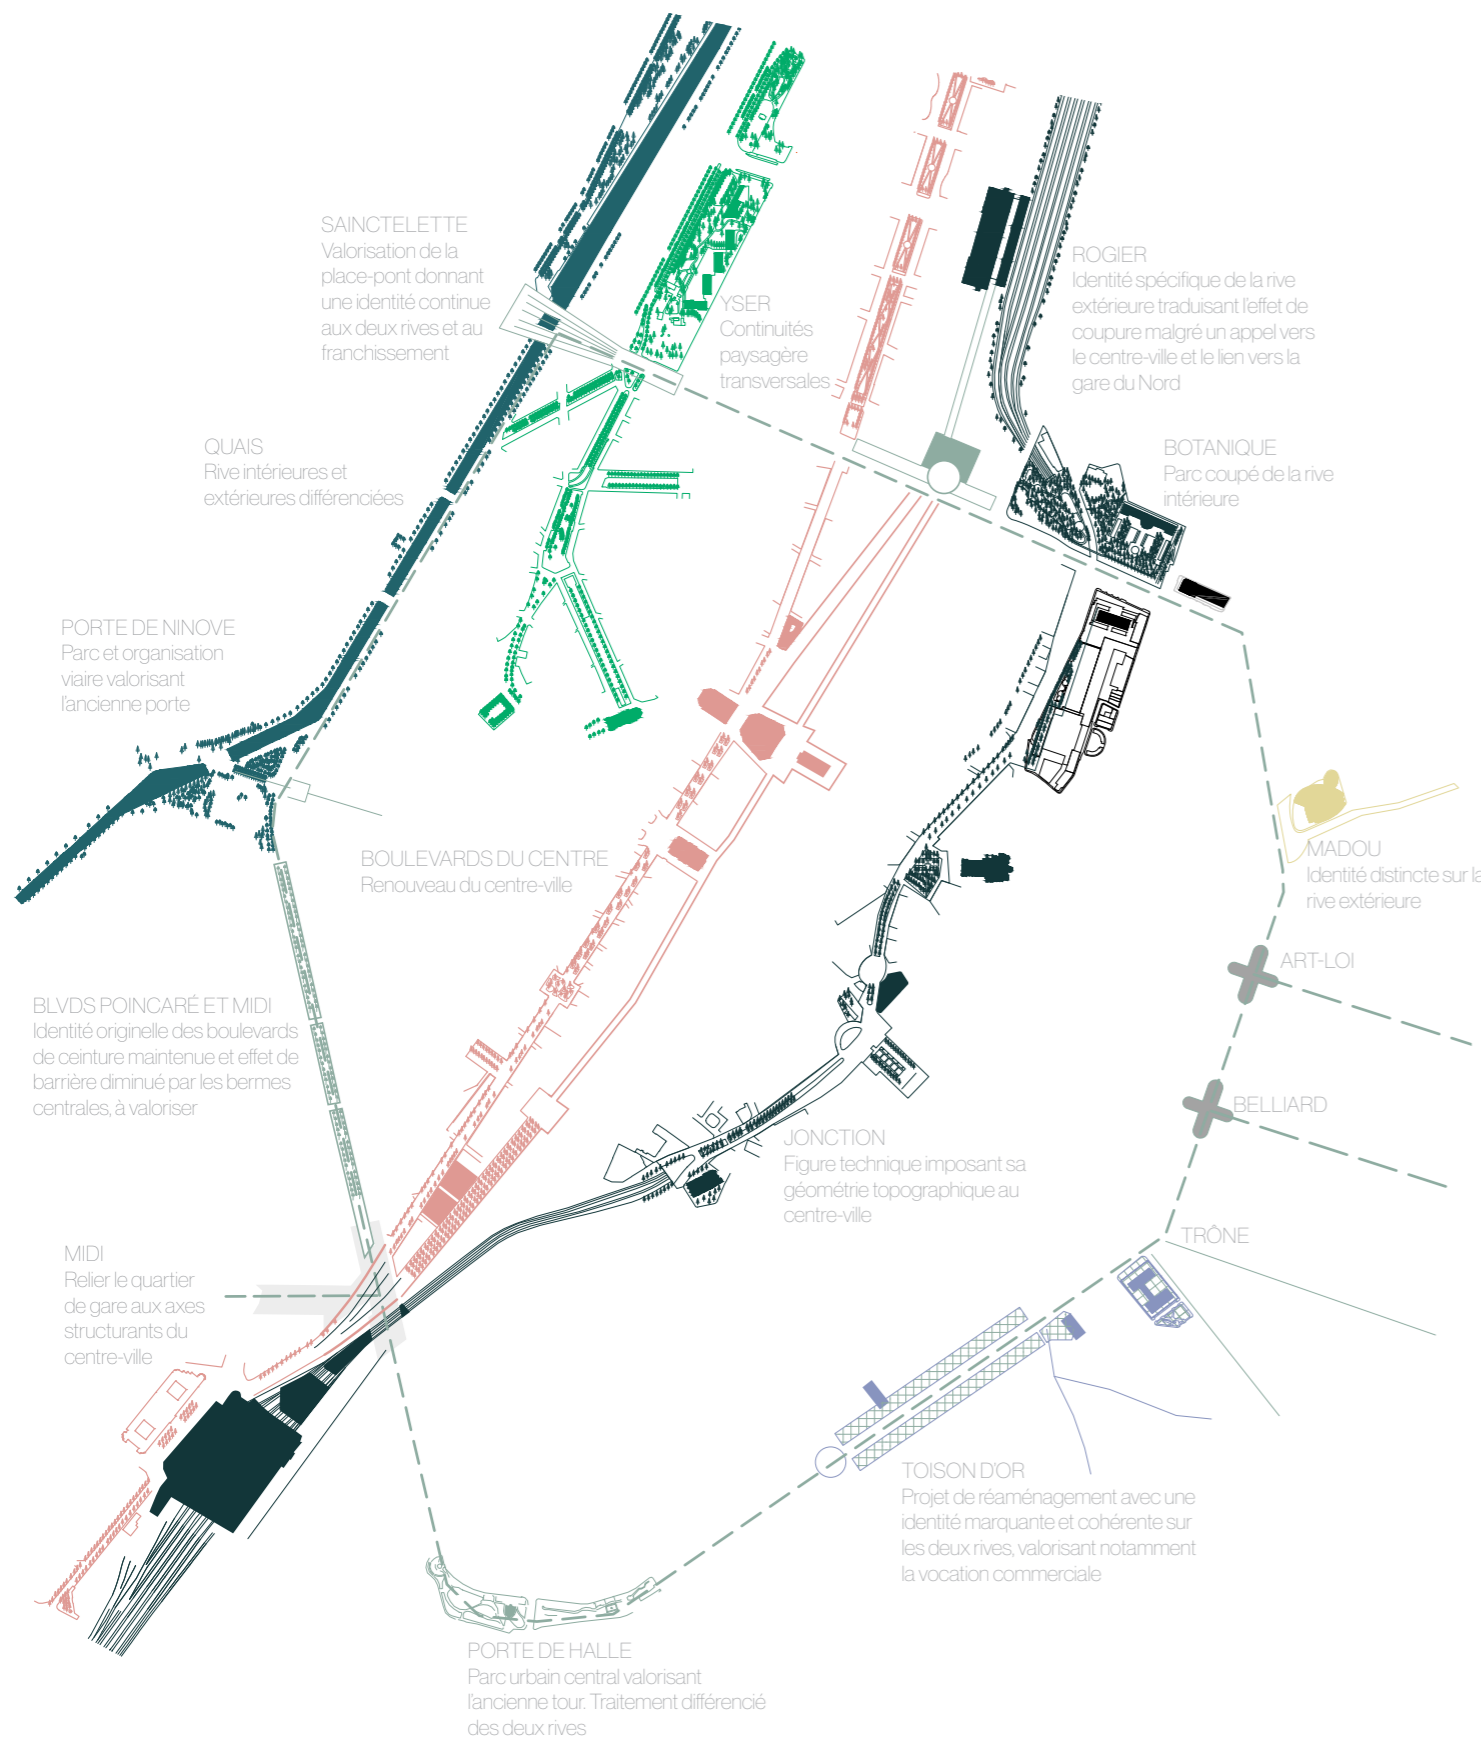 SAINCTELETTE
Valorisation de la
place-pont donnant
une identité continue
aux deux rives et au
franchissement
YSER
Continuités
paysagère
transversales
ROGIER
Identité spécifique de la rive
extérieure traduisant l'effet de
coupure malgré un appel vers
le centre-ville et le lien vers la
gare du Nord
QUAIS
Rive intérieures et
extérieures différenciées
BOTANIQUE
Parc coupé de la rive
intérieure
PORTE DE NINOVE
Parc et organisation
viaire valorisant
l'ancienne porte
BOULEVARDS DU CENTRE
Renouveau du centre-ville
MADOU
Identité distincte sur la
rive extérieure
ART-LOI
BLVDS POINCARÉ ET MIDI
Identité originelle des boulevards
de ceinture maintenue et effet de
barrière diminué par les bermes
centrales, à valoriser
BELLIARD
JONCTION
Figure technique imposant sa
géométrie topographique au
centre-ville
TRÔNE
MIDI
Relier le quartier
de gare aux axes
structurants du
centre-ville
TOISON D'OR
Projet de réaménagement avec une
identité marquante et cohérente sur
les deux rives, valorisant notamment
la vocation commerciale
PORTE DE HALLE
Parc urbain central valorisant
l'ancienne tour. Traitement différencié
des deux rives